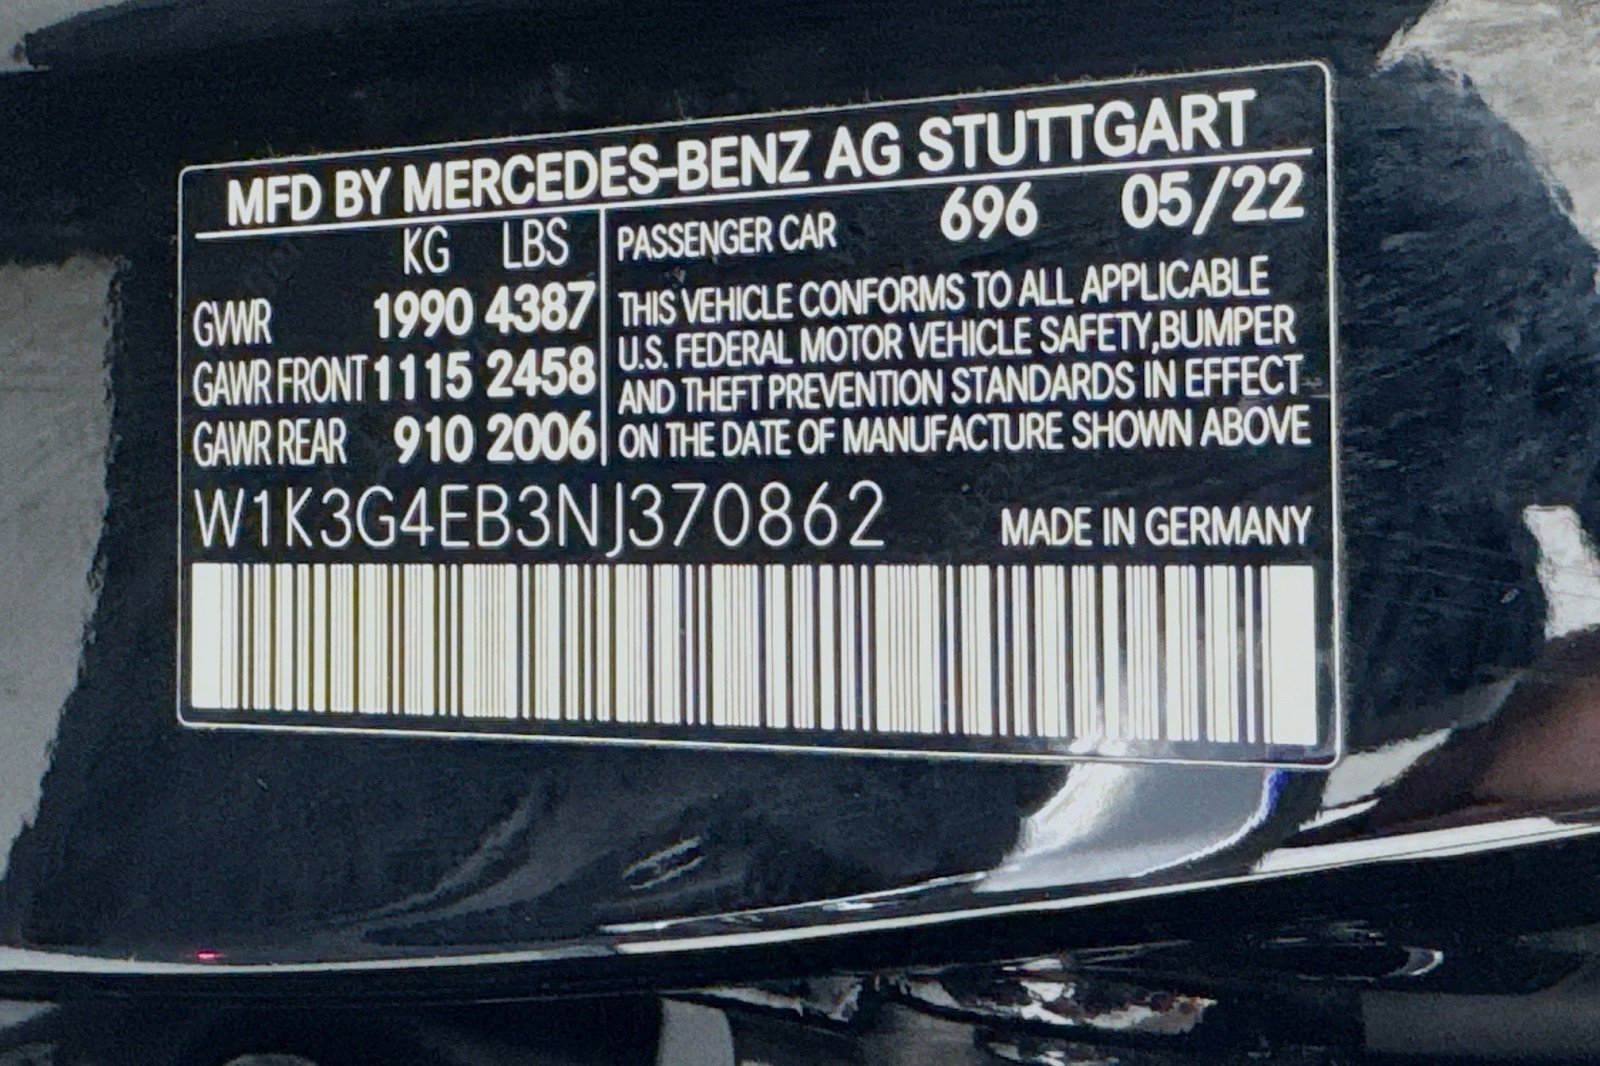 MFD BY MERCEDES-BENZ AG STUTTGART
KG LBS
GVWR 1990 4387
GAWR FRONT 1115 2458
GAWR REAR 910 2006
PASSENGER CAR 696 05/22
THIS VEHICLE CONFORMS TO ALL APPLICABLE
U.S. FEDERAL MOTOR VEHICLE SAFETY,BUMPER
AND THEFT PREVENTION STANDARDS IN EFFECT
ON THE DATE OF MANUFACTURE SHOWN ABOVE
W1K3G4EB3NJ370862 MADE IN GERMANY